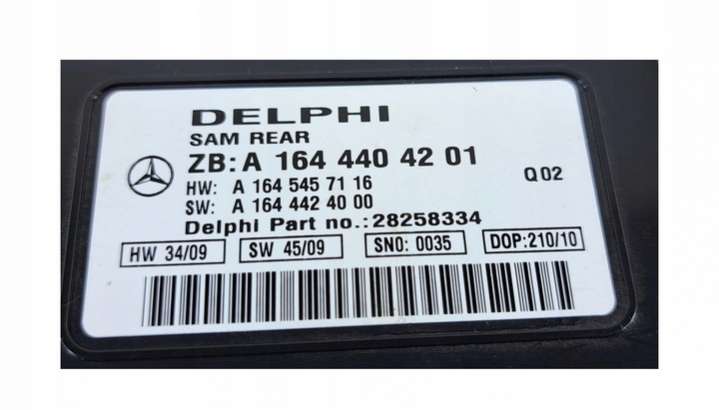 DELPHI
SAM REAR
ZB: A 164 440 42 01
HW: A 164 545 71 16
SW: A 164 442 40 00
Q02
Delphi Part no.:28258334
HW 34/09 SW 45/09 SNO: 0035 DOP:210/10